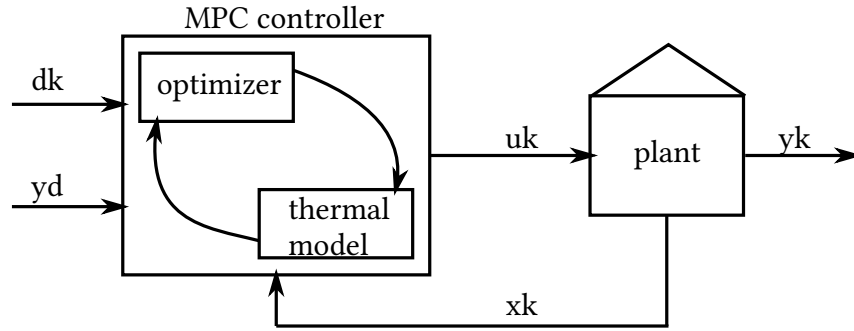 MPC controller
dk
optimizer
yd
thermal
model
uk
plant
yk
xk